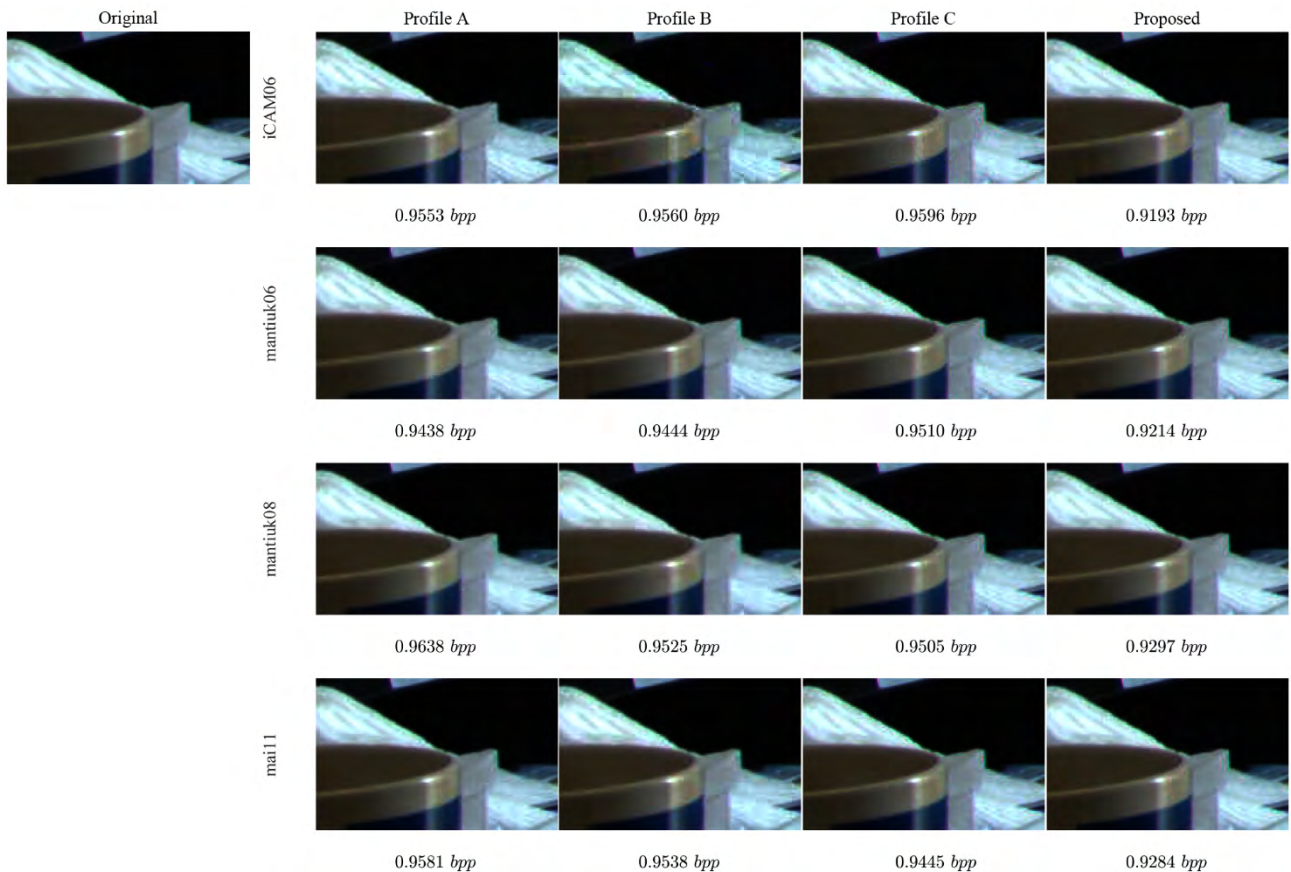 Original Profile A Profile B Profile C Proposed
iCAM06
0.9553 bpp 0.9560 bpp 0.9596 bpp 0.9193 bpp
mantiuk06
0.9438 bpp 0.9444 bpp 0.9510 bpp 0.9214 bpp
mantiuk08
0.9638 bpp 0.9525 bpp 0.9505 bpp 0.9297 bpp
mai11
0.9581 bpp 0.9538 bpp 0.9445 bpp 0.9284 bpp